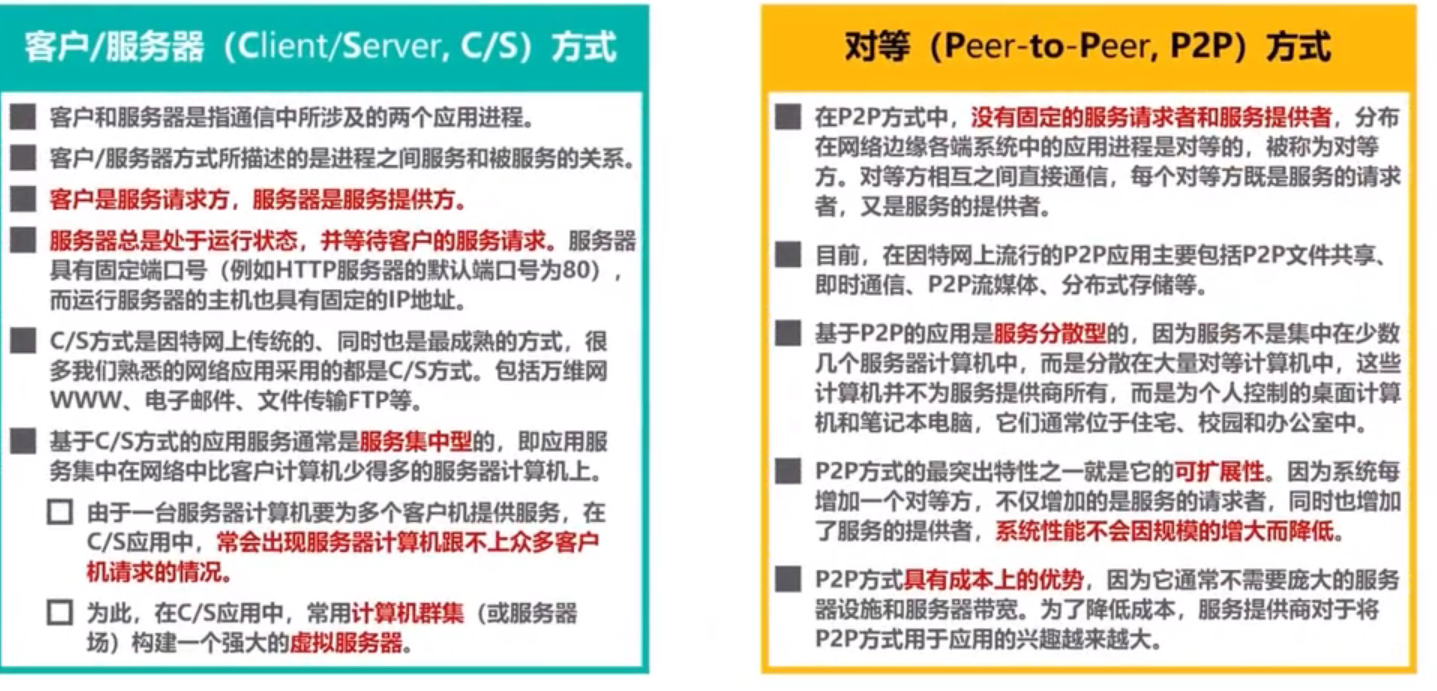 客户/服务器（Client/Server, C/S）方式
客户和服务器是指通信中所涉及的两个应用进程。
客户/服务器方式所描述的是进程之间服务和被服务的关系。
客户是服务请求方，服务器是服务提供方。
服务器总是处于运行状态，并等待客户的服务请求。服务器
具有固定端口号（例如HTTP服务器的默认端口号为80），
而运行服务器的主机也具有固定的IP地址。
C/S方式是因特网上传统的、同时也是最成熟的方式，很
多我们熟悉的网络应用采用的都是C/S方式。包括万维网
WWW、电子邮件、文件传输FTP等。
基于C/S方式的应用服务通常是服务集中型的，即应用服
务集中在网络中比客户计算机少得多的服务器计算机上。
由于一台服务器计算机要为多个客户机提供服务，在
C/S应用中，常会出现服务器计算机跟不上众多客户
机请求的情况。
为此，在C/S应用中，常用计算机群集（或服务器
场）构建一个强大的虚拟服务器。
对等（Peer-to-Peer, P2P）方式
在P2P方式中，没有固定的服务请求者和服务提供者，分布
在网络边缘各端系统中的应用进程是对等的，被称为对等
方。对等方相互之间直接通信，每个对等方既是服务的请求
者，又是服务的提供者。
目前，在因特网上流行的P2P应用主要包括P2P文件共享、
即时通信、P2P流媒体、分布式存储等。
基于P2P的应用是服务分散型的，因为服务不是集中在少数
几个服务器计算机中，而是分散在大量对等计算机中，这些
计算机并不为服务提供商所有，而是为个人控制的桌面计算
机和笔记本电脑，它们通常位于住宅、校园和办公室中。
P2P方式的最突出特性之一就是它的可扩展性。因为系统每
增加一个对等方，不仅增加的是服务的请求者，同时也增加
了服务的提供者，系统性能不会因规模的增大而降低。
P2P方式具有成本上的优势，因为它通常不需要庞大的服务
器设施和服务器带宽。为了降低成本，服务提供商对于将
P2P方式用于应用的兴趣越来越大。